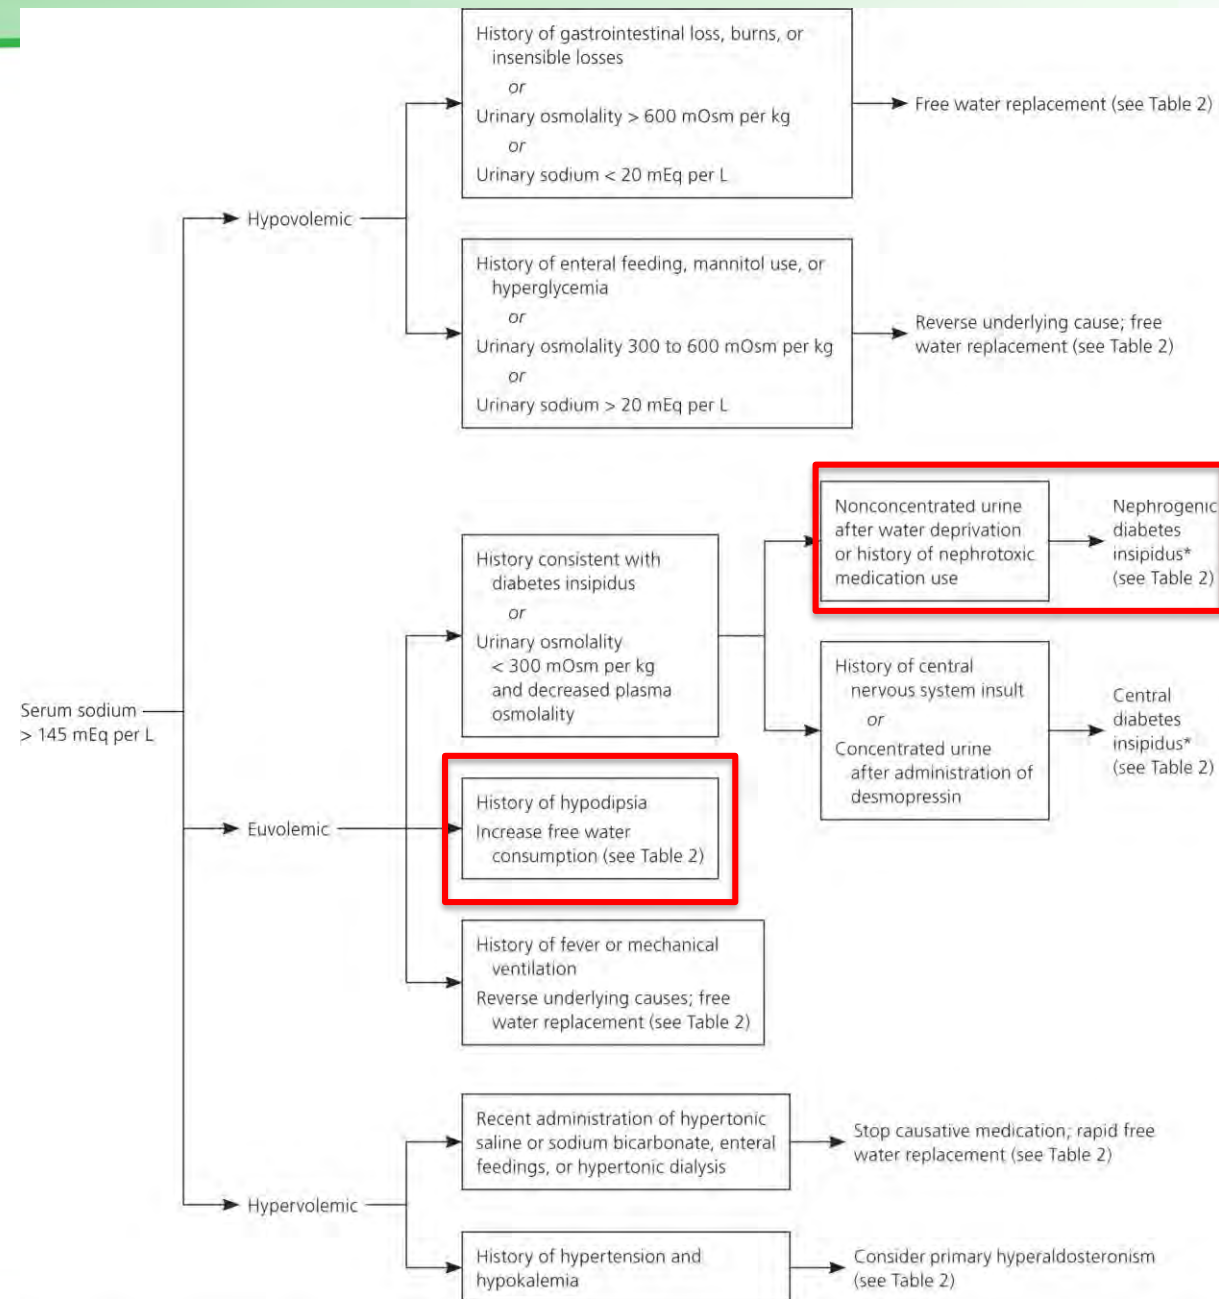 History of gastrointestinal loss, burns, or
insensible losses
or
Urinary osmolality > 600 mOsm per kg
or
Urinary sodium < 20 mEq per L
Free water replacement (see Table 2)
Hypovolemic
History of enteral feeding, mannitol use, or
hyperglycemia
or
Urinary osmolality 300 to 600 mOsm per kg
or
Urinary sodium > 20 mEq per L
Reverse underlying cause; free
water replacement (see Table 2)
Serum sodium
> 145 mEq per L
Euvolemic
History consistent with
diabetes insipidus
or
Urinary osmolality
< 300 mOsm per kg
and decreased plasma
osmolality
Nonconcentrated urine
after water deprivation
or history of nephrotoxic
medication use
Nephrogenic
diabetes
insipidus*
(see Table 2)
History of central
nervous system insult
or
Concentrated urine
after administration of
desmopressin
Central
diabetes
insipidus*
(see Table 2)
History of hypodipsia
Increase free water
consumption (see Table 2)
History of fever or mechanical
ventilation
Reverse underlying causes; free
water replacement (see Table 2)
Hypervolemic
Recent administration of hypertonic
saline or sodium bicarbonate, enteral
feedings, or hypertonic dialysis
Stop causative medication; rapid free
water replacement (see Table 2)
History of hypertension and
hypokalemia
Consider primary hyperaldosteronism
(see Table 2)